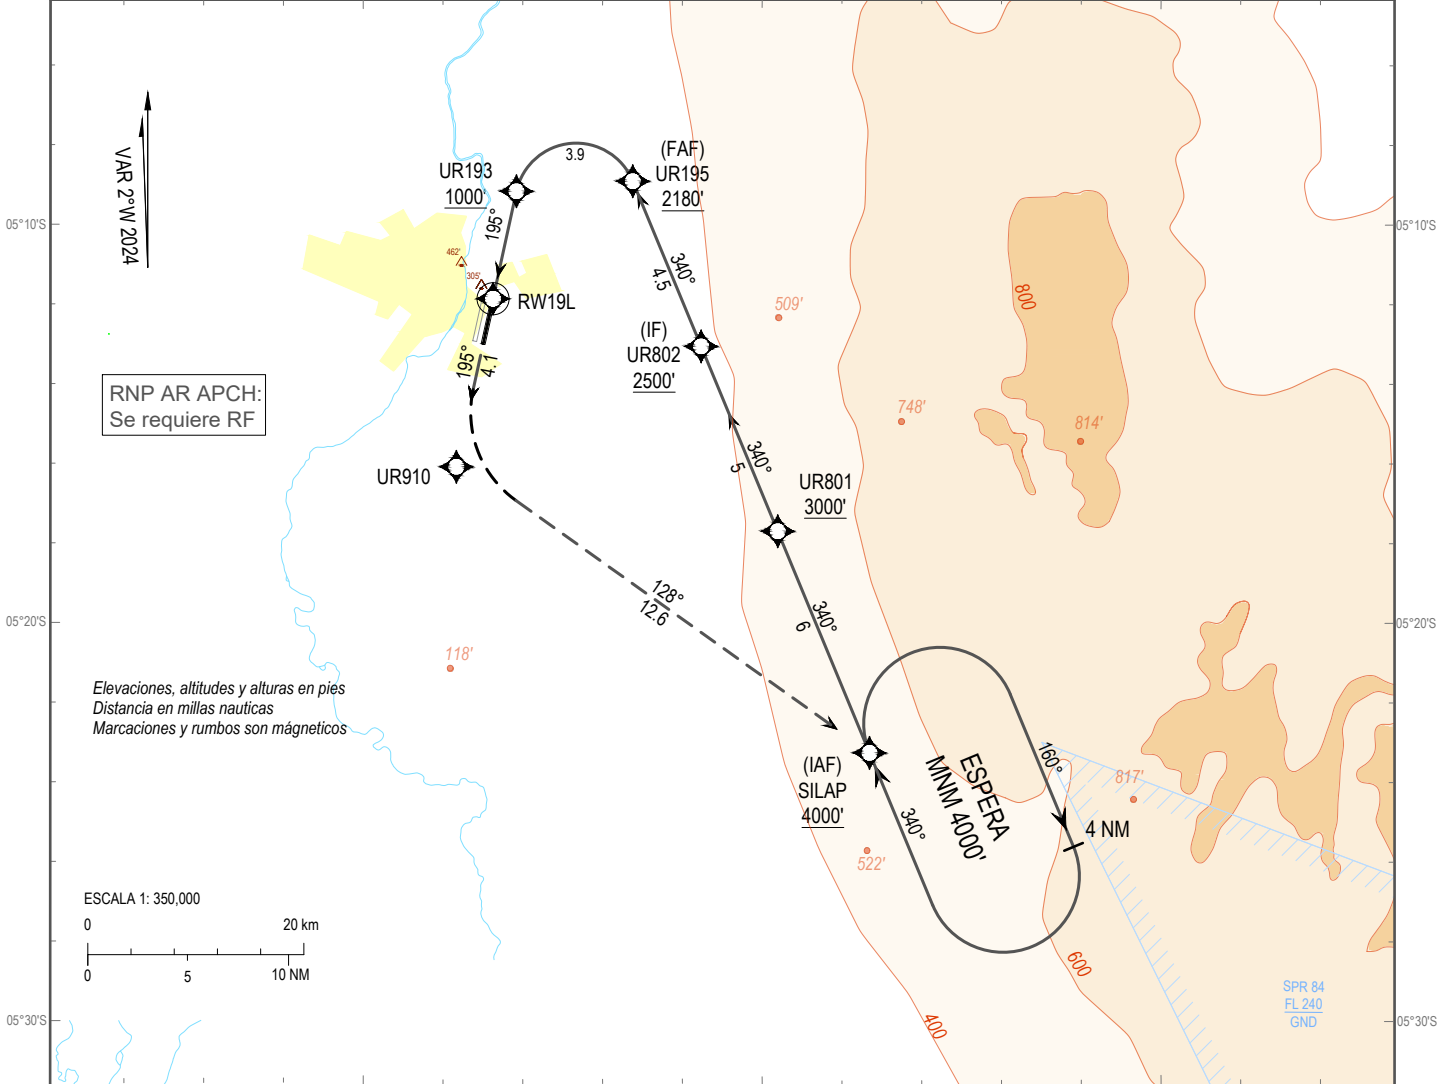 VAR 2°W 2024
05°10'S
05°10'S
UR193
1000'
3.9
(FAF)
UR195
2180'
195°
462'
305'
RW19L
340°
4.5
509'
800
(IF)
UR802
2500'
195°
4.1
RNP AR APCH:
Se requiere RF
748'
814'
UR910
340°
5
UR801
3000'
128°
12.6
340°
6
05°20'S
05°20'S
118'
Elevaciones, altitudes y alturas en pies
Distancia en millas nauticas
Marcaciones y rumbos son mágneticos
(IAF)
SILAP
4000'
ESPERA
MNM 4000'
160°
817'
4 NM
340°
522'
ESCALA 1: 350,000
0
20 km
0
5
10 NM
600
400
SPR 84
FL 240
GND
05°30'S
05°30'S